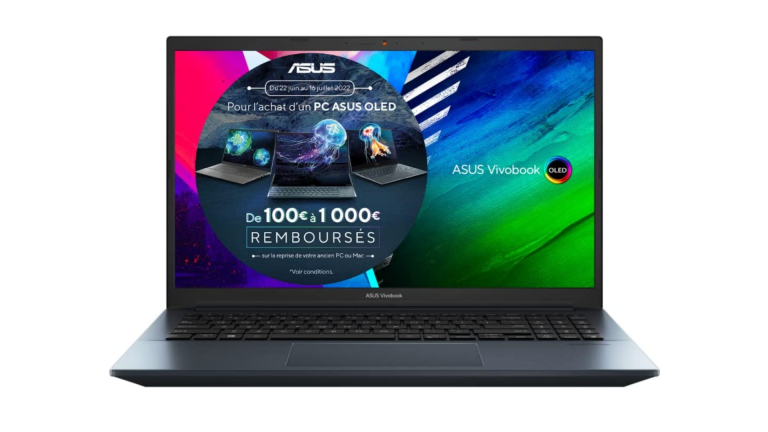 ASUS
Du 22 juin au 16 juillet 2022
Pour l'achat d'un PC ASUS OLED
De 100€ à 1 000€
REMBOURSÉS
sur la reprise de votre ancien PC ou Mac
*Voir conditions.
ASUS Vivobook OLED
ASUS Vivobook